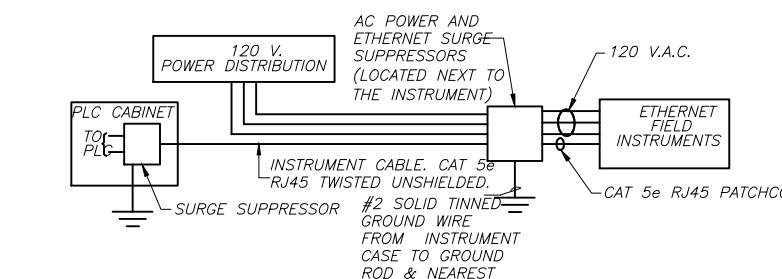 AC POWER AND
ETHERNET SURGE
SUPPRESSORS
(LOCATED NEXT TO
THE INSTRUMENT)
120 V.
POWER DISTRIBUTION
120 V.A.C.
PLC CABINET
TO
PLC
ETHERNET
FIELD
INSTRUMENTS
INSTRUMENT CABLE. CAT 5e
RJ45 TWISTED UNSHIELDED.
CAT 5e RJ45 PATCHCO
SURGE SUPPRESSOR
#2 SOLID TINNED
GROUND WIRE
FROM INSTRUMENT
CASE TO GROUND
ROD & NEAREST